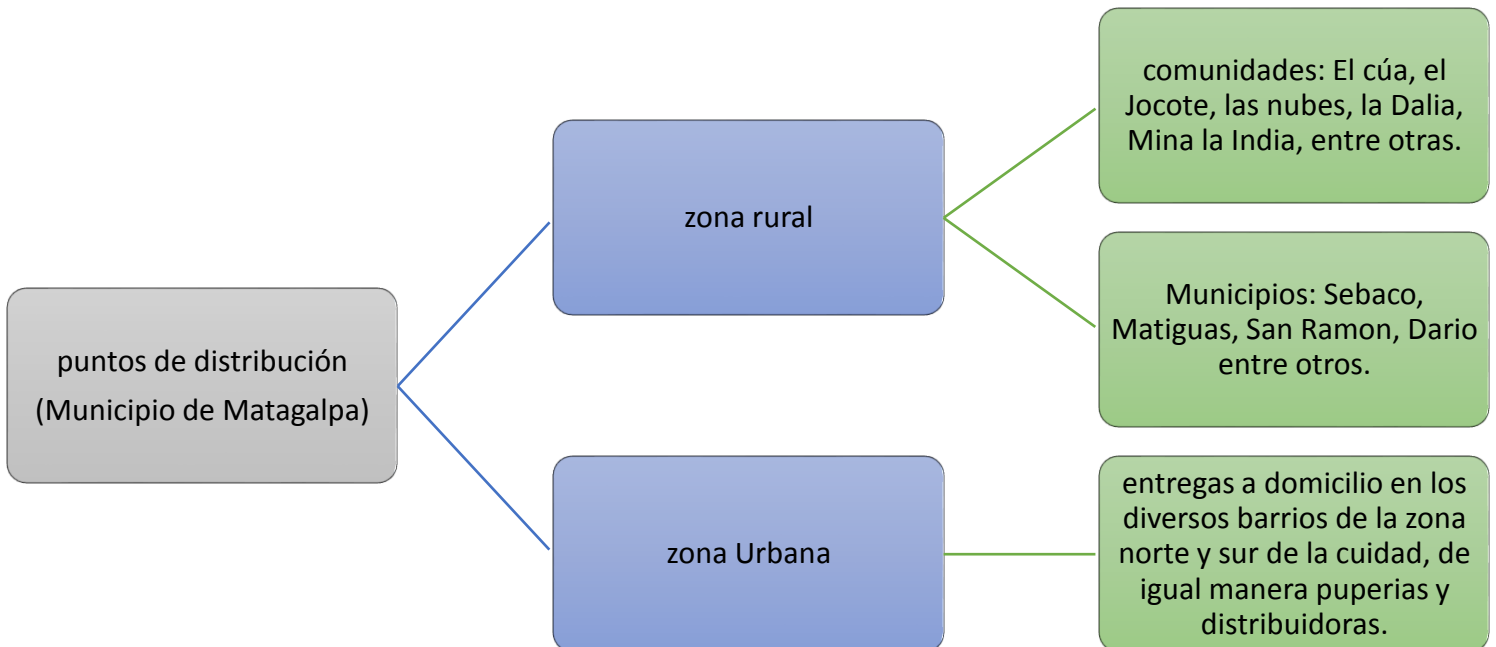 puntos de distribución
(Municipio de Matagalpa)
zona rural
comunidades: El cúa, el
Jocote, las nubes, la Dalia,
Mina la India, entre otras.
Municipios: Sebaco,
Matiguas, San Ramon, Dario
entre otros.
zona Urbana
entregas a domicilio en los
diversos barrios de la zona
norte y sur de la cuidad, de
igual manera puperias y
distribuidoras.